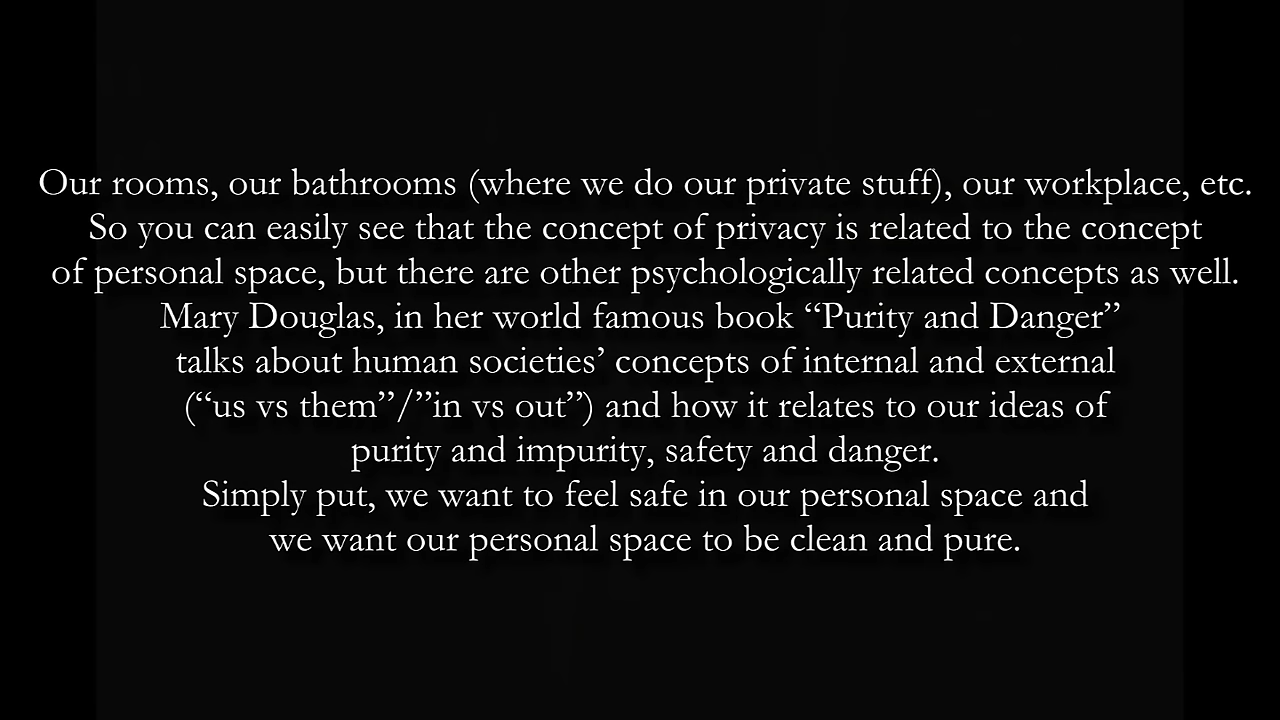 Our rooms, our bathrooms (where we do our private stuff), our workplace, etc.
So you can easily see that the concept of privacy is related to the concept
of personal space, but there are other psychologically related concepts as well.
Mary Douglas, in her world famous book “Purity and Danger”
talks about human societies’ concepts of internal and external
(“us vs them”/”in vs out”) and how it relates to our ideas of
purity and impurity, safety and danger.
Simply put, we want to feel safe in our personal space and
we want our personal space to be clean and pure.